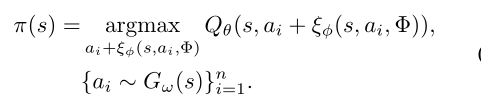 π(s) = argmax Q_θ(s, a_i + ξ_ϕ(s, a_i, Φ)),
a_i+ξ_ϕ(s,a_i,Φ)
{a_i ∼ G_ω(s)}_{i=1}^n.